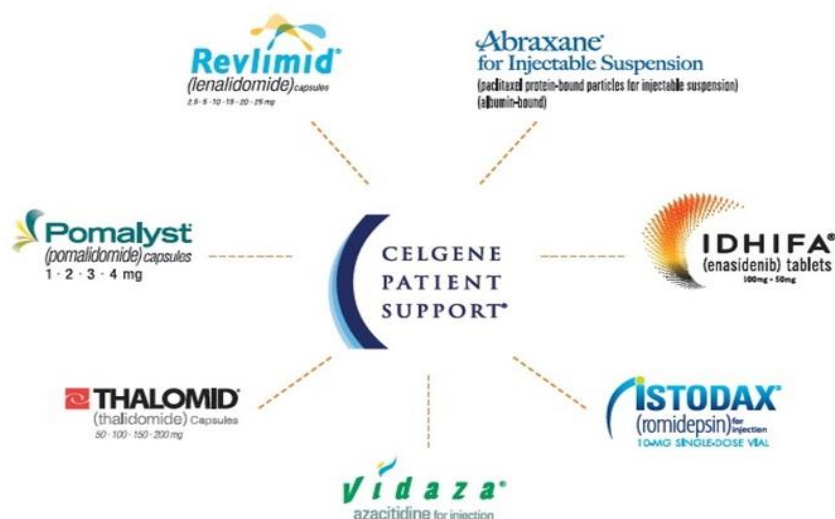 Revlimid®
(lenalidomide) capsules
2.5 · 5 · 10 · 15 · 20 · 25 mg
Abraxane®
for Injectable Suspension
(paclitaxel protein-bound particles for injectable suspension)
(albumin-bound)
Pomalyst®
(pomalidomide) capsules
1 · 2 · 3 · 4 mg
CELGENE
PATIENT
SUPPORT®
IDHIFA®
(enasidenib) tablets
100mg • 50mg
THALOMID®
(thalidomide) Capsules
50 · 100 · 150 · 200 mg
ISTODAX®
(romidepsin) for injection
10-MG SINGLE-DOSE VIAL
Vidaza®
azacitidine for injection